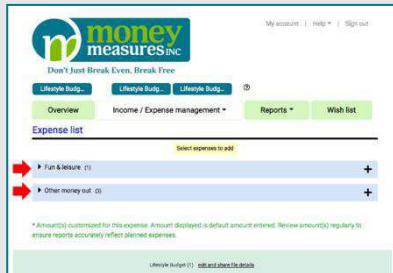 My account | Help | Sign out
money
measures INC
Don't Just Break Even, Break Free
Lifestyle Budg... Lifestyle Budg... Lifestyle Budg...
Overview Income / Expense management Reports Wish list
Expense list
Select expenses to add
Fun & leisure (1) +
Other money out (3) +
* Amount(s) customized for this expense. Amount displayed is default amount entered. Review amount(s) regularly to
ensure reports accurately reflect planned expenses.
Lifestyle Budget (1) edit and share file details